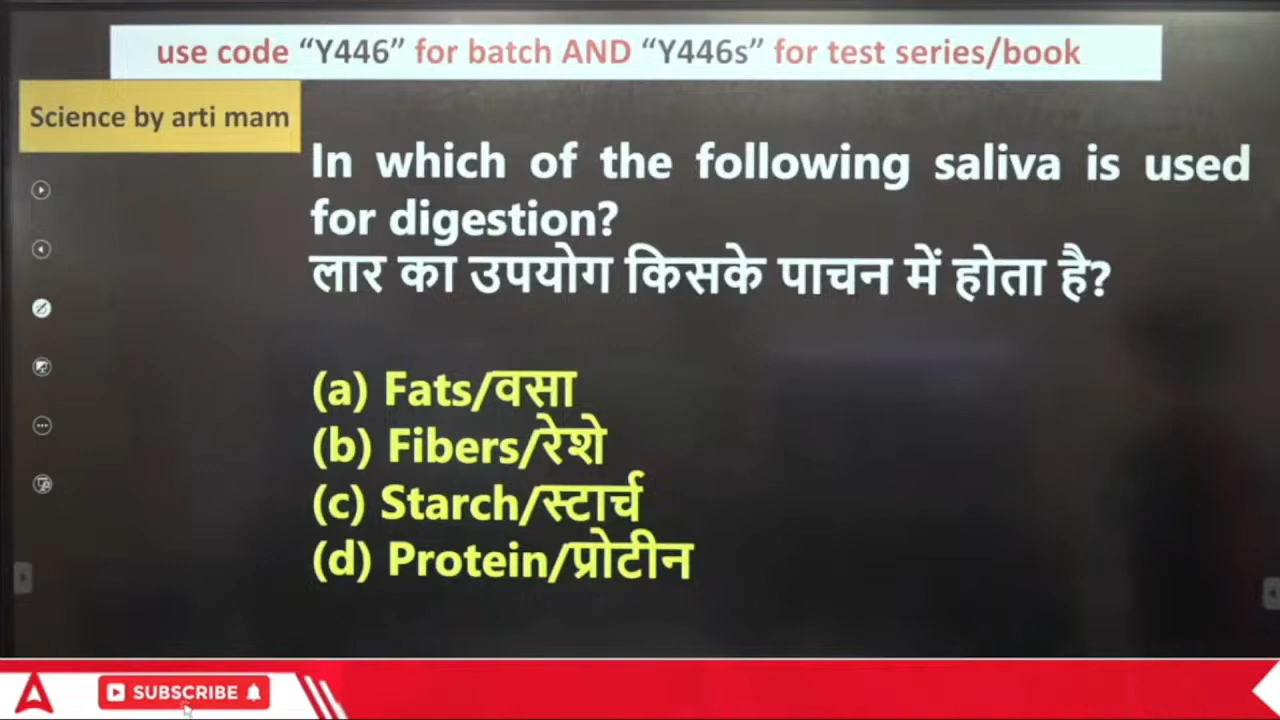 use code “Y446” for batch AND “Y446s” for test series/book
Science by arti mam
In which of the following saliva is used
for digestion?
लार का उपयोग किसके पाचन में होता है?
(a) Fats/वसा
(b) Fibers/रेशे
(c) Starch/स्टार्च
(d) Protein/प्रोटीन
SUBSCRIBE